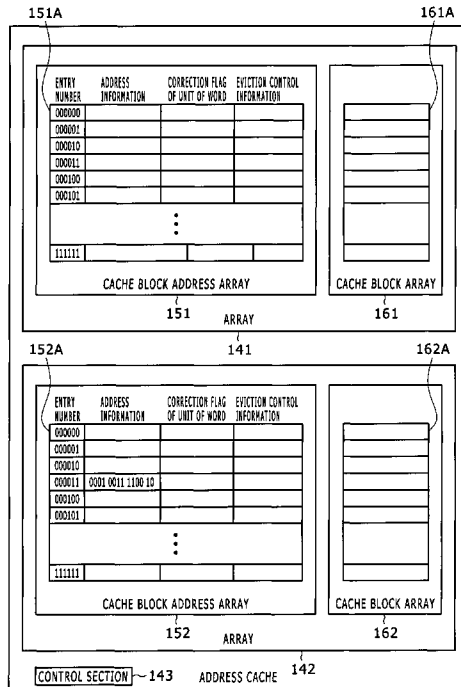 151A 161A
ENTRY NUMBER ADDRESS INFORMATION CORRECTION FLAG OF UNIT OF WORD EVICTION CONTROL INFORMATION
000000
000001
000010
000011
000100
000101
111111
CACHE BLOCK ADDRESS ARRAY CACHE BLOCK ARRAY
151 161
ARRAY
141
152A 162A
ENTRY NUMBER ADDRESS INFORMATION CORRECTION FLAG OF UNIT OF WORD EVICTION CONTROL INFORMATION
000000
000001
000010
000011 0001 0011 1100 10
000100
000101
111111
CACHE BLOCK ADDRESS ARRAY CACHE BLOCK ARRAY
152 162
ARRAY
142
CONTROL SECTION 143 ADDRESS CACHE